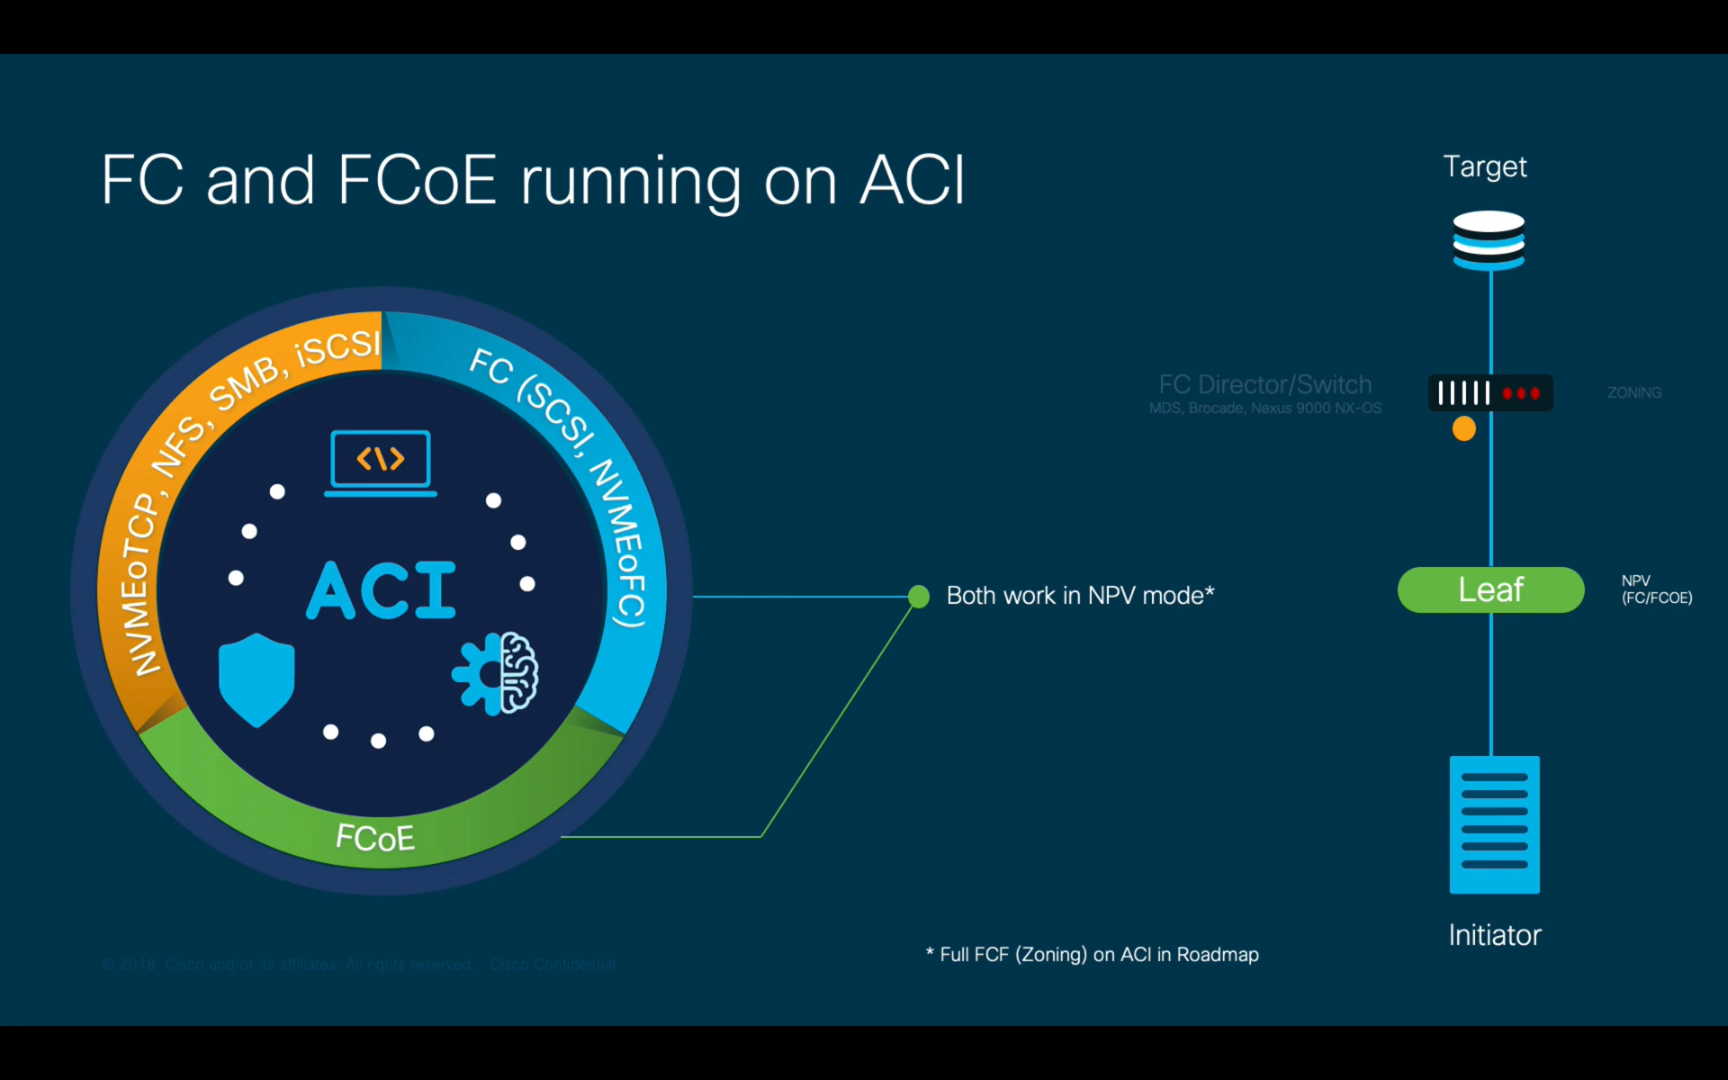 FC and FCoE running on ACI
Target
NVMEoTCP, NFS, SMB, iSCSI
FC (SCSI, NVMEoFC)
FCoE
<\>
ACI
FC Director/Switch
MDS, Brocade, Nexus 9000 NX-OS
ZONING
Both work in NPV mode*
Leaf
NPV
(FC/FCOE)
Initiator
* Full FCF (Zoning) on ACI in Roadmap
© 2018 Cisco and/or its affiliates. All rights reserved. Cisco Confidential